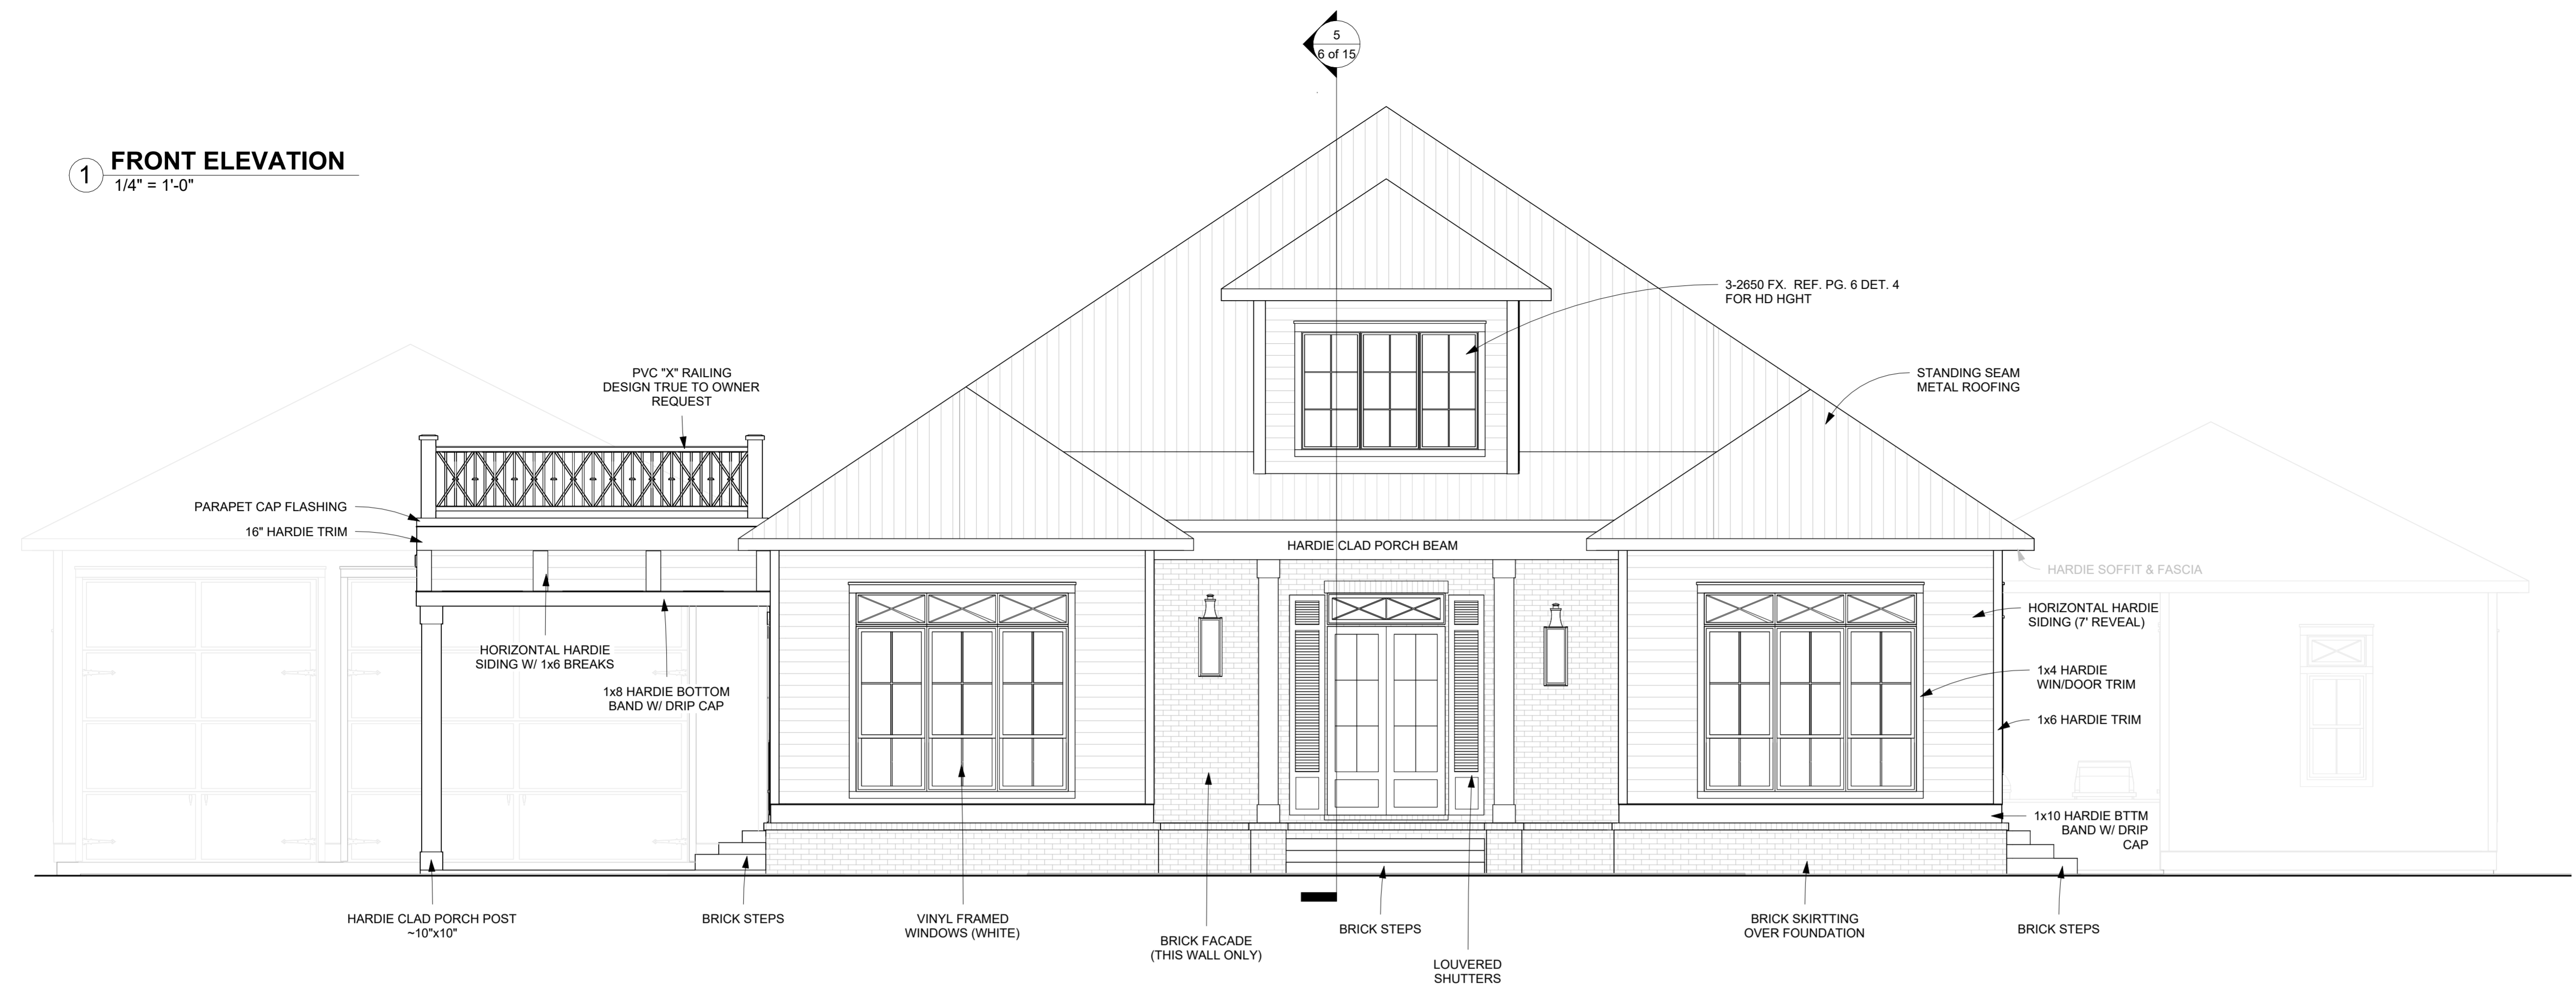 5
6 of 15
1
FRONT ELEVATION
1/4" = 1'-0"
3-2650 FX.  REF. PG. 6 DET. 4
FOR HD HGHT
PVC "X" RAILING
DESIGN TRUE TO OWNER
REQUEST
STANDING SEAM
METAL ROOFING
PARAPET CAP FLASHING
16" HARDIE TRIM
HARDIE CLAD PORCH BEAM
HARDIE SOFFIT & FASCIA
HORIZONTAL HARDIE
SIDING (7' REVEAL)
HORIZONTAL HARDIE
SIDING W/ 1x6 BREAKS
1x8 HARDIE BOTTOM
BAND W/ DRIP CAP
1x4 HARDIE
WIN/DOOR TRIM
1x6 HARDIE TRIM
1x10 HARDIE BTTM
BAND W/ DRIP
CAP
HARDIE CLAD PORCH POST
~10"x10"
BRICK STEPS
VINYL FRAMED
WINDOWS (WHITE)
BRICK FACADE
(THIS WALL ONLY)
BRICK STEPS
LOUVERED
SHUTTERS
BRICK SKIRTTING
OVER FOUNDATION
BRICK STEPS